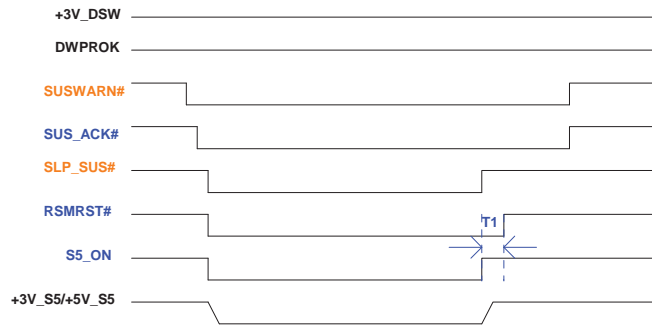 +3V_DSW
DWPROK
SUSWARN#
SUS_ACK#
SLP_SUS#
RSMRST#
T1
S5_ON
+3V_S5/+5V_S5